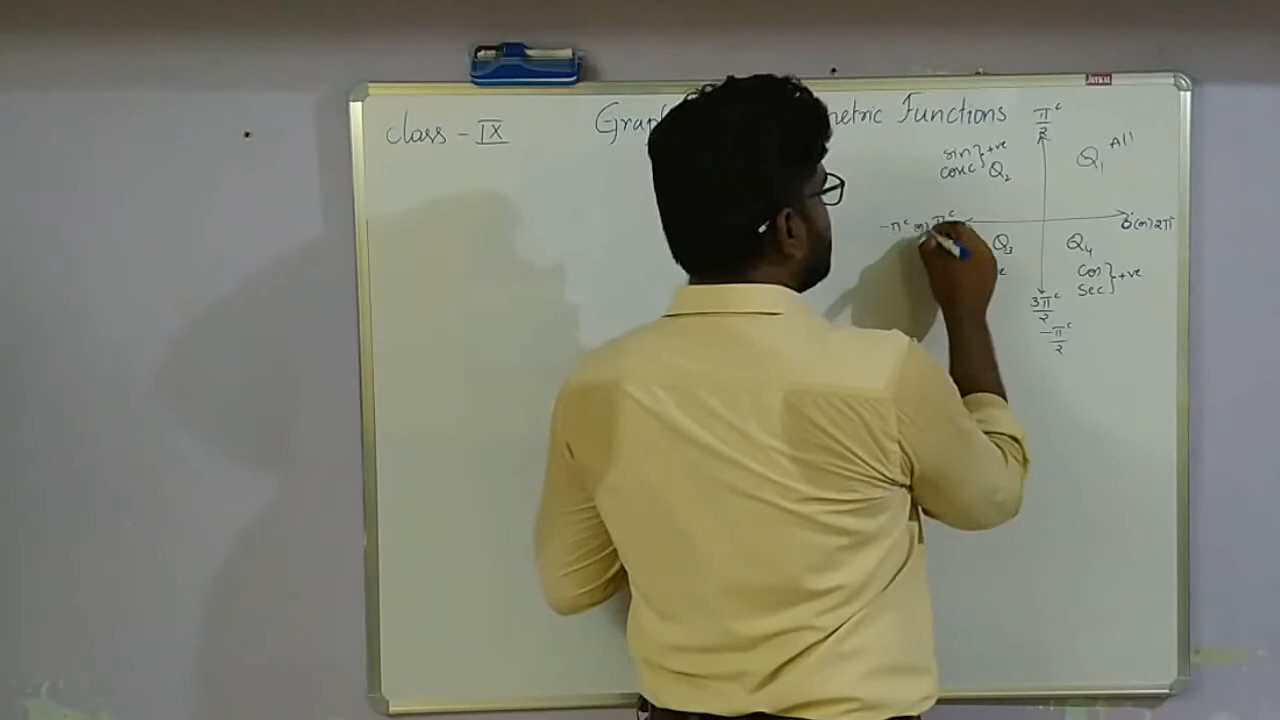 Class - IX
Graph metric Functions
π^c/2
sin } +ve
cosec
Q2
Q1 All
-π^c (or) π^c
0 (or) 2π
Q3
Q4
cos } +ve
sec
3π^c/2
-π^c/2